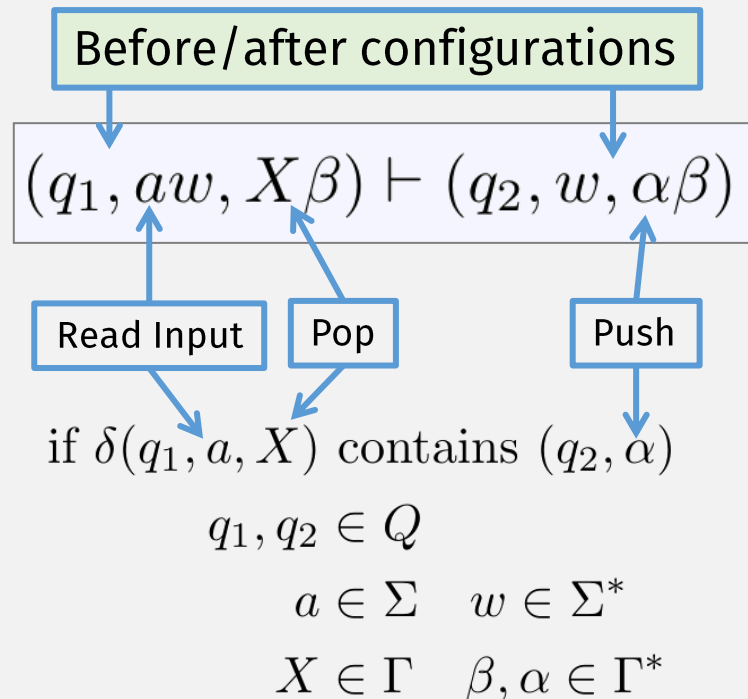 Before/after configurations
(q₁, aw, Xβ) ⊢ (q₂, w, αβ)
Read Input Pop Push
if δ(q₁, a, X) contains (q₂, α)
q₁, q₂ ∈ Q
a ∈ Σ w ∈ Σ*
X ∈ Γ β, α ∈ Γ*